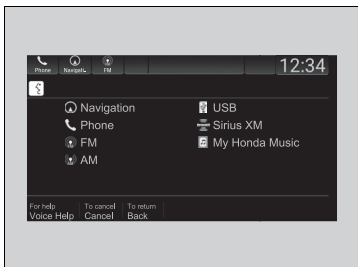 Phone Navigati.. FM 12:34
Navigation
Phone
FM
AM
USB
Sirius XM
My Honda Music
For help To cancel To return
Voice Help Cancel Back